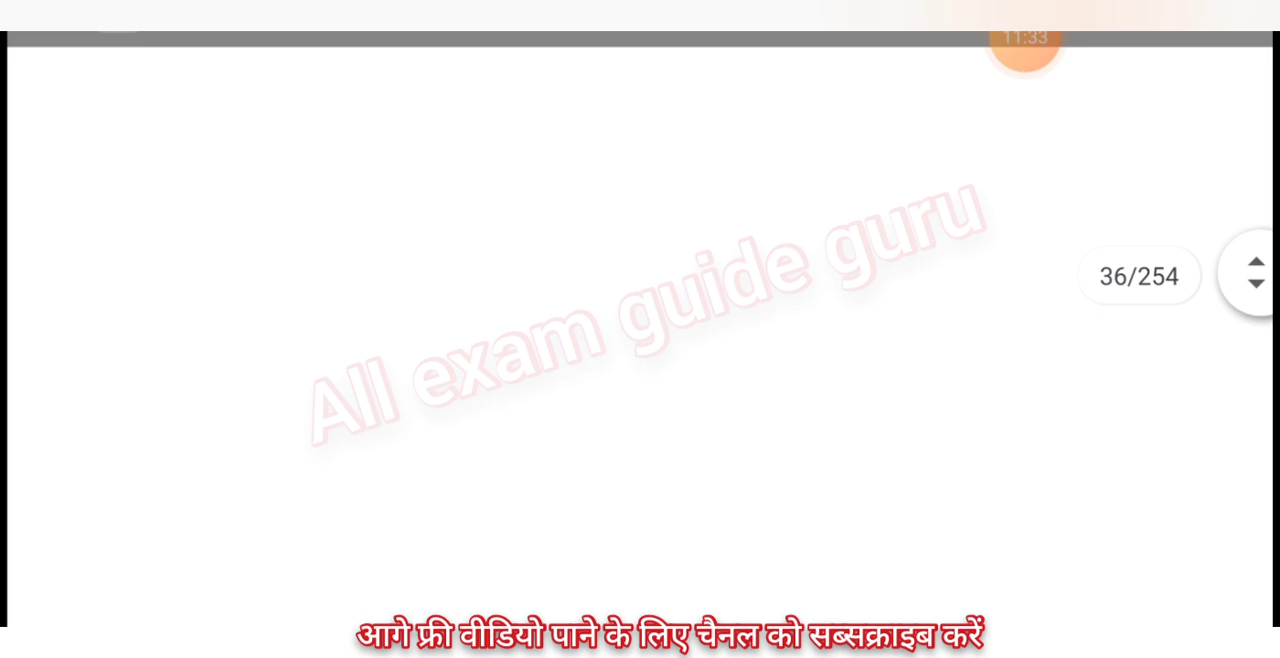 11:33
All exam guide guru
36/254
आगे फ्री वीडियो पाने के लिए चैनल को सब्सक्राइब करें